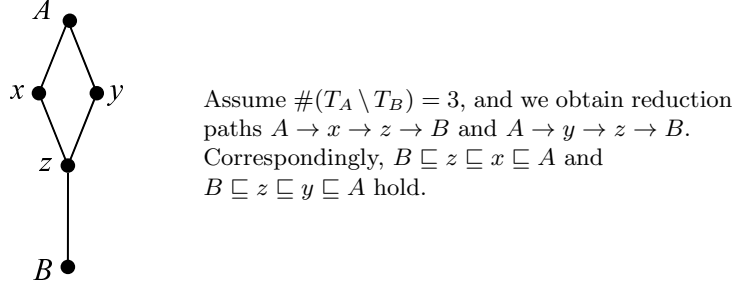 A
x
y
z
B
Assume #(T_A \ T_B) = 3, and we obtain reduction
paths A → x → z → B and A → y → z → B.
Correspondingly, B ⊑ z ⊑ x ⊑ A and
B ⊑ z ⊑ y ⊑ A hold.